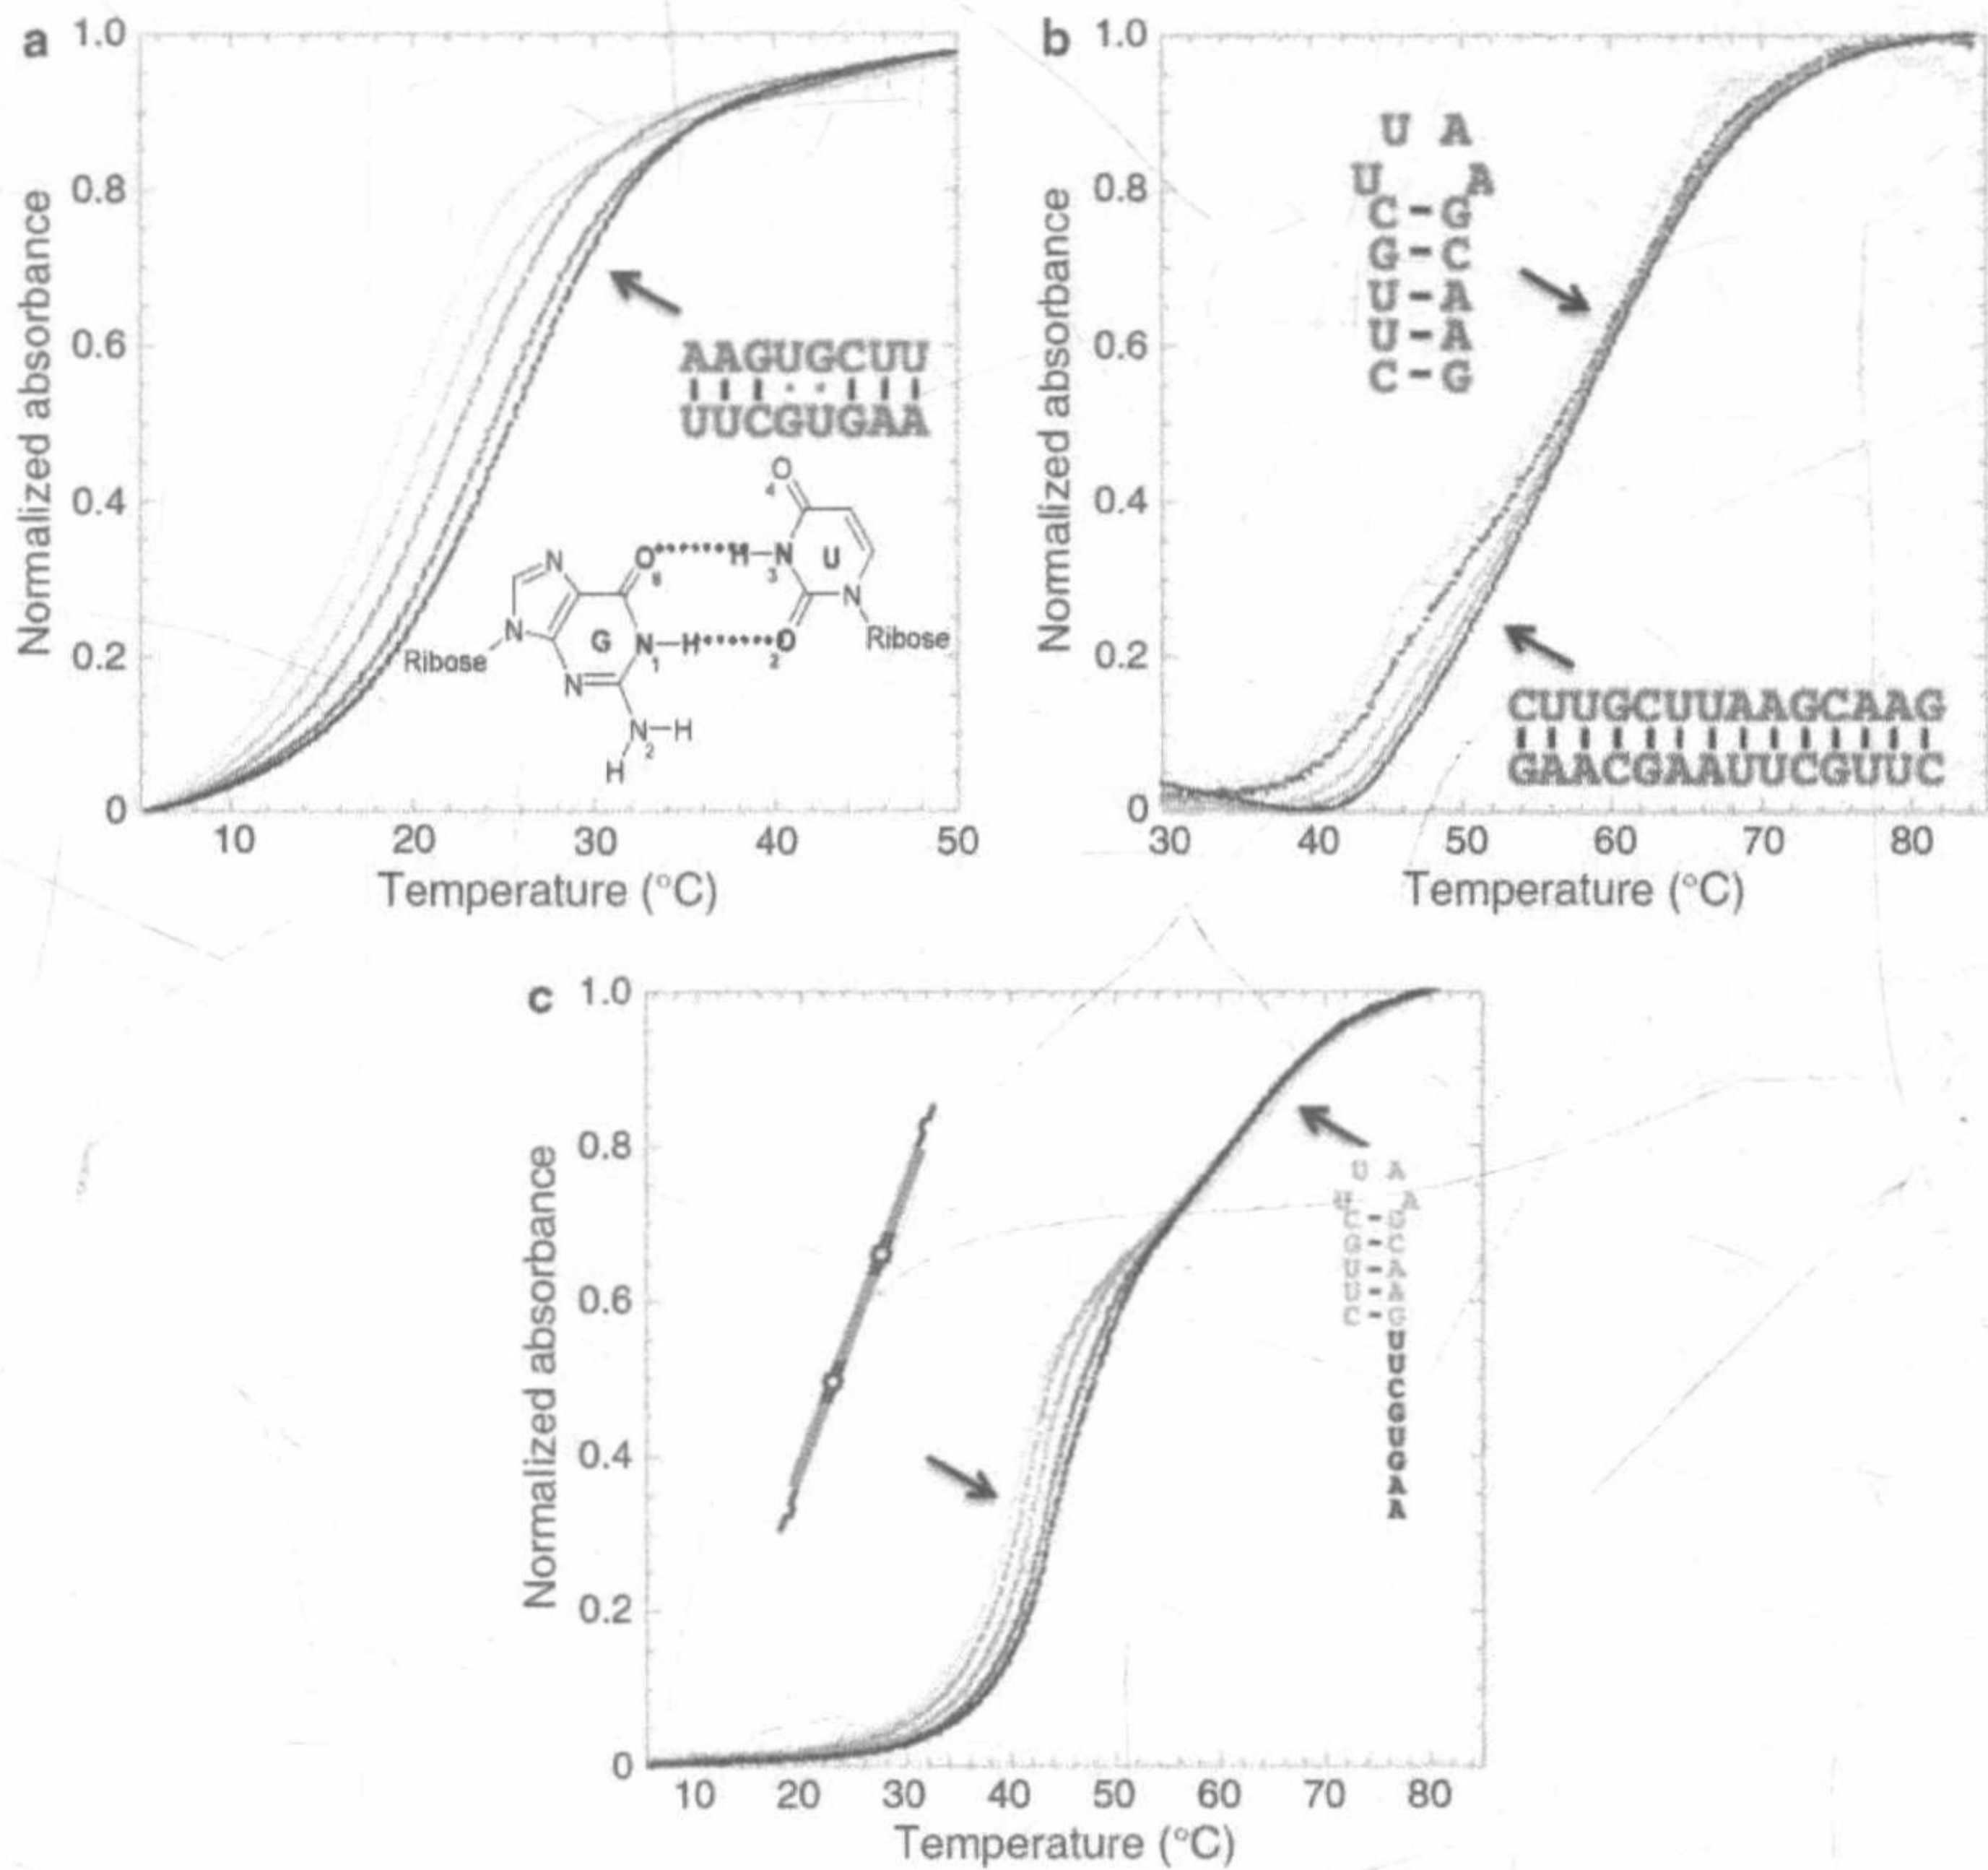 a
1.0
0.8
0.6
0.4
0.2
0
Normalized absorbance
AAGUGCUU
UUCGUGAA
O
4
N
O
6
H
N
3
U
N
G
N
1
H
O
2
N
Ribose
Ribose
N
N
2
H
H
10
20
30
40
50
Temperature (°C)
b
1.0
0.8
0.6
0.4
0.2
0
Normalized absorbance
U A
U A
C - G
G - C
U - A
U - A
C - G
CUUGCUUAAGCAAG
GAACGAAUUCGUUC
30
40
50
60
70
80
Temperature (°C)
c
1.0
0.8
0.6
0.4
0.2
0
Normalized absorbance
U A
U A
C - G
G - C
U - A
U - A
C - G
U
U
C
G
U
G
A
A
10
20
30
40
50
60
70
80
Temperature (°C)